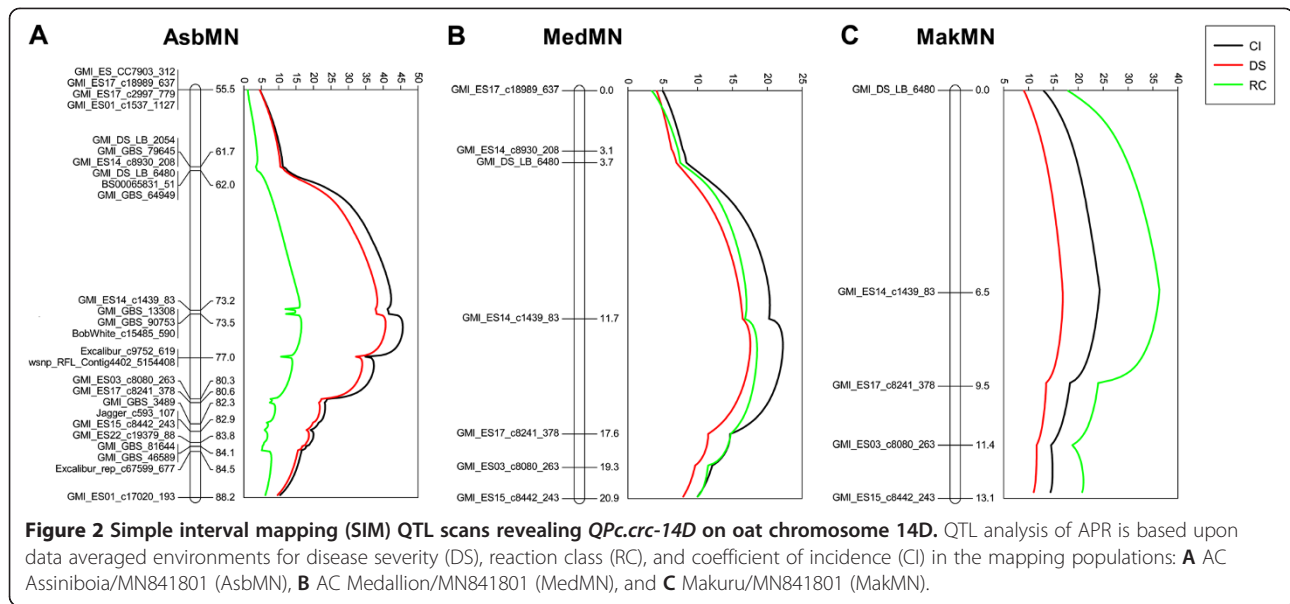 A AsbMN
GMI_ES_CC7903_312
GMI_ES17_c18989_637
GMI_ES17_c2997_779
GMI_ES01_c1537_1127
GMI_DS_LB_2054
GMI_GBS_79645
GMI_ES14_c8930_208
GMI_DS_LB_6480
BS00065831_51
GMI_GBS_64949
GMI_ES14_c1439_83
GMI_GBS_13308
GMI_GBS_90753
BobWhite_c15485_590
Excalibur_c9752_619
wsnp_RFL_Contig4402_5154408
GMI_ES03_c8080_263
GMI_ES17_c8241_378
GMI_GBS_3489
Jagger_c593_107
GMI_ES15_c8442_243
GMI_ES22_c19379_88
GMI_GBS_81644
GMI_GBS_46589
Excalibur_rep_c67599_677
GMI_ES01_c17020_193
55.5
61.7
62.0
73.2
73.5
77.0
80.3
80.6
82.3
82.9
83.8
84.1
84.5
88.2
0 5 10 15 20 25 30 35 40 45 50
B MedMN
0 5 10 15 20 25
GMI_ES17_c18989_637 0.0
GMI_ES14_c8930_208 3.1
GMI_DS_LB_6480 3.7
GMI_ES14_c1439_83 11.7
GMI_ES17_c8241_378 17.6
GMI_ES03_c8080_263 19.3
GMI_ES15_c8442_243 20.9
C MakMN
0 5 10 15 20 25 30 35 40
GMI_DS_LB_6480 0.0
GMI_ES14_c1439_83 6.5
GMI_ES17_c8241_378 9.5
GMI_ES03_c8080_263 11.4
GMI_ES15_c8442_243 13.1
CI
DS
RC
Figure 2 Simple interval mapping (SIM) QTL scans revealing QPc.crc-14D on oat chromosome 14D. QTL analysis of APR is based upon
data averaged environments for disease severity (DS), reaction class (RC), and coefficient of incidence (CI) in the mapping populations: A AC
Assiniboia/MN841801 (AsbMN), B AC Medallion/MN841801 (MedMN), and C Makuru/MN841801 (MakMN).